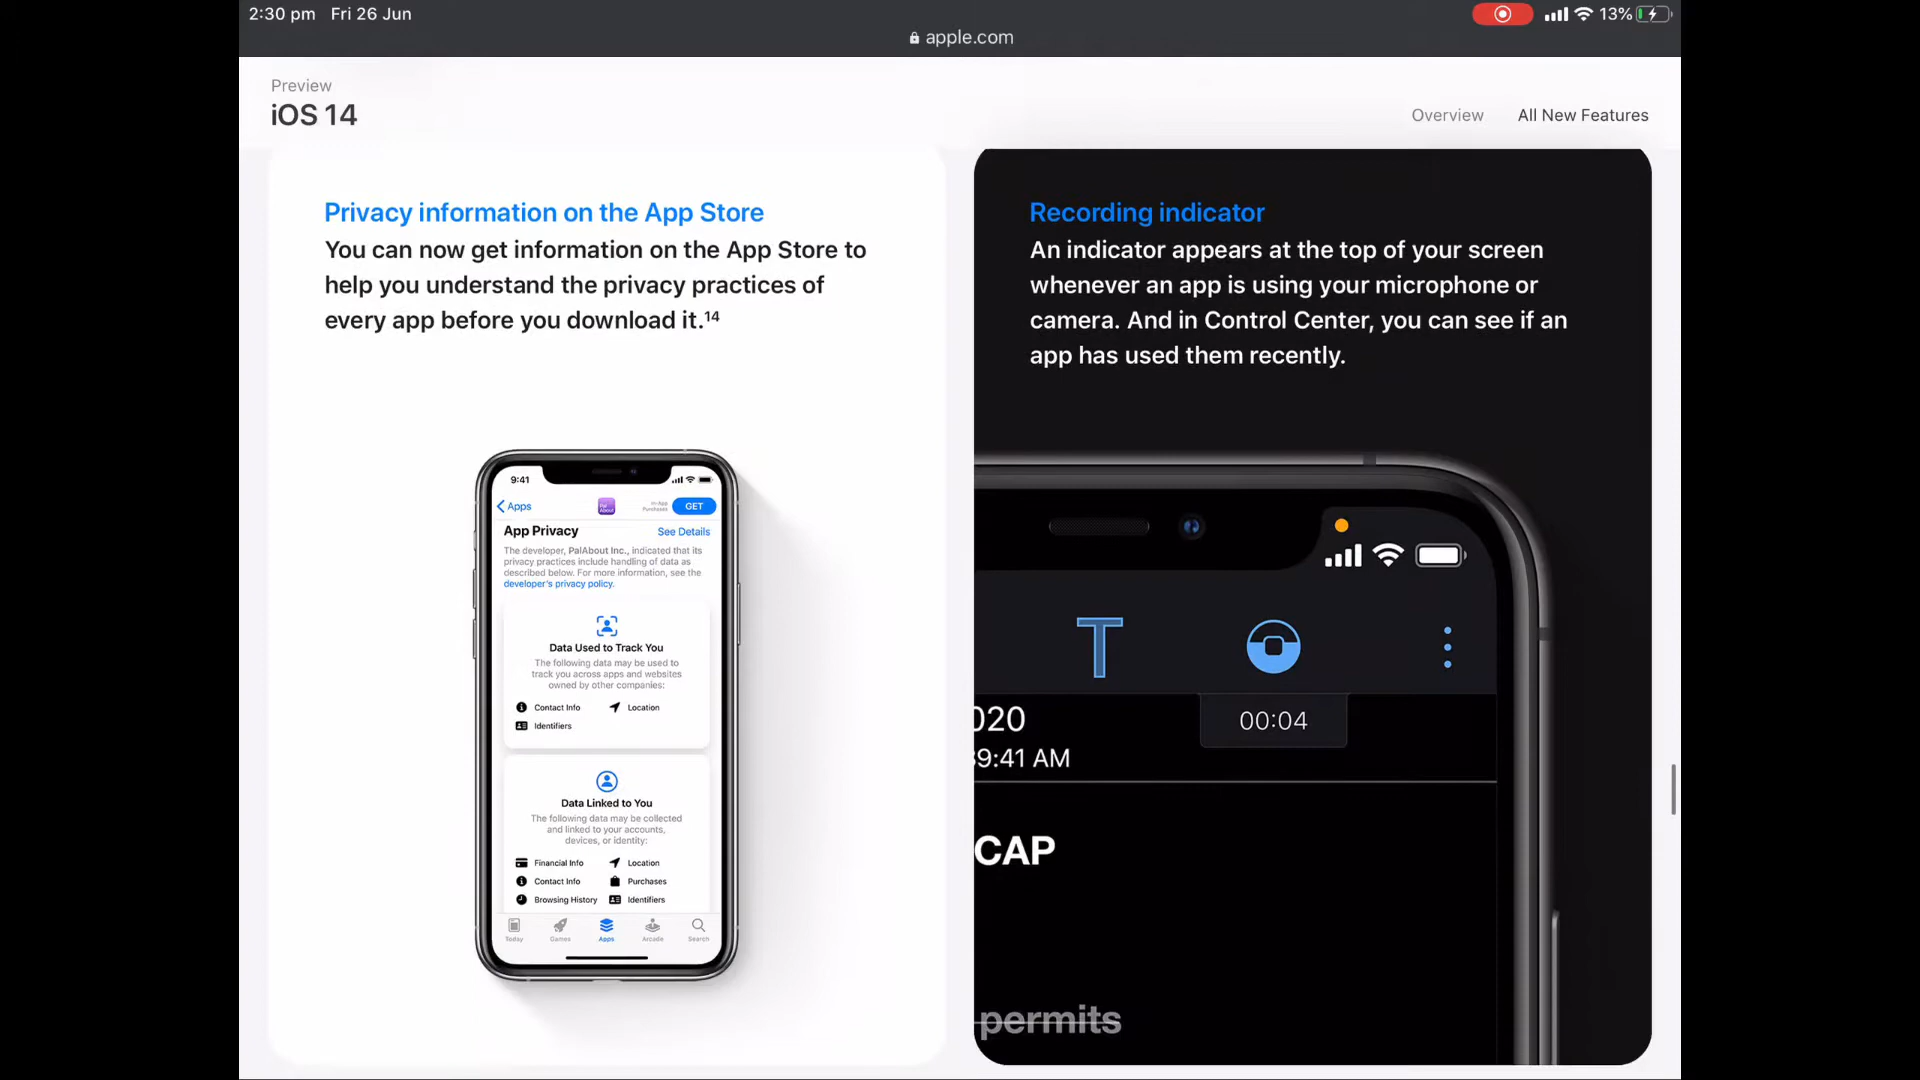 2:30 pm Fri 26 Jun
13%
apple.com
Preview
iOS 14
Overview All New Features
Privacy information on the App Store
You can now get information on the App Store to
help you understand the privacy practices of
every app before you download it.14
9:41
Apps
In-App
Purchases
GET
App Privacy See Details
The developer, PalAbout Inc., indicated that its
privacy practices include handling of data as
described below. For more information, see the
developer's privacy policy.
Data Used to Track You
The following data may be used to
track you across apps and websites
owned by other companies:
Contact Info Location
Identifiers
Data Linked to You
The following data may be collected
and linked to your accounts,
devices, or identity:
Financial Info Location
Contact Info Purchases
Browsing History Identifiers
Today Games Apps Arcade Search
Recording indicator
An indicator appears at the top of your screen
whenever an app is using your microphone or
camera. And in Control Center, you can see if an
app has used them recently.
T
020
00:04
39:41 AM
CAP
permits